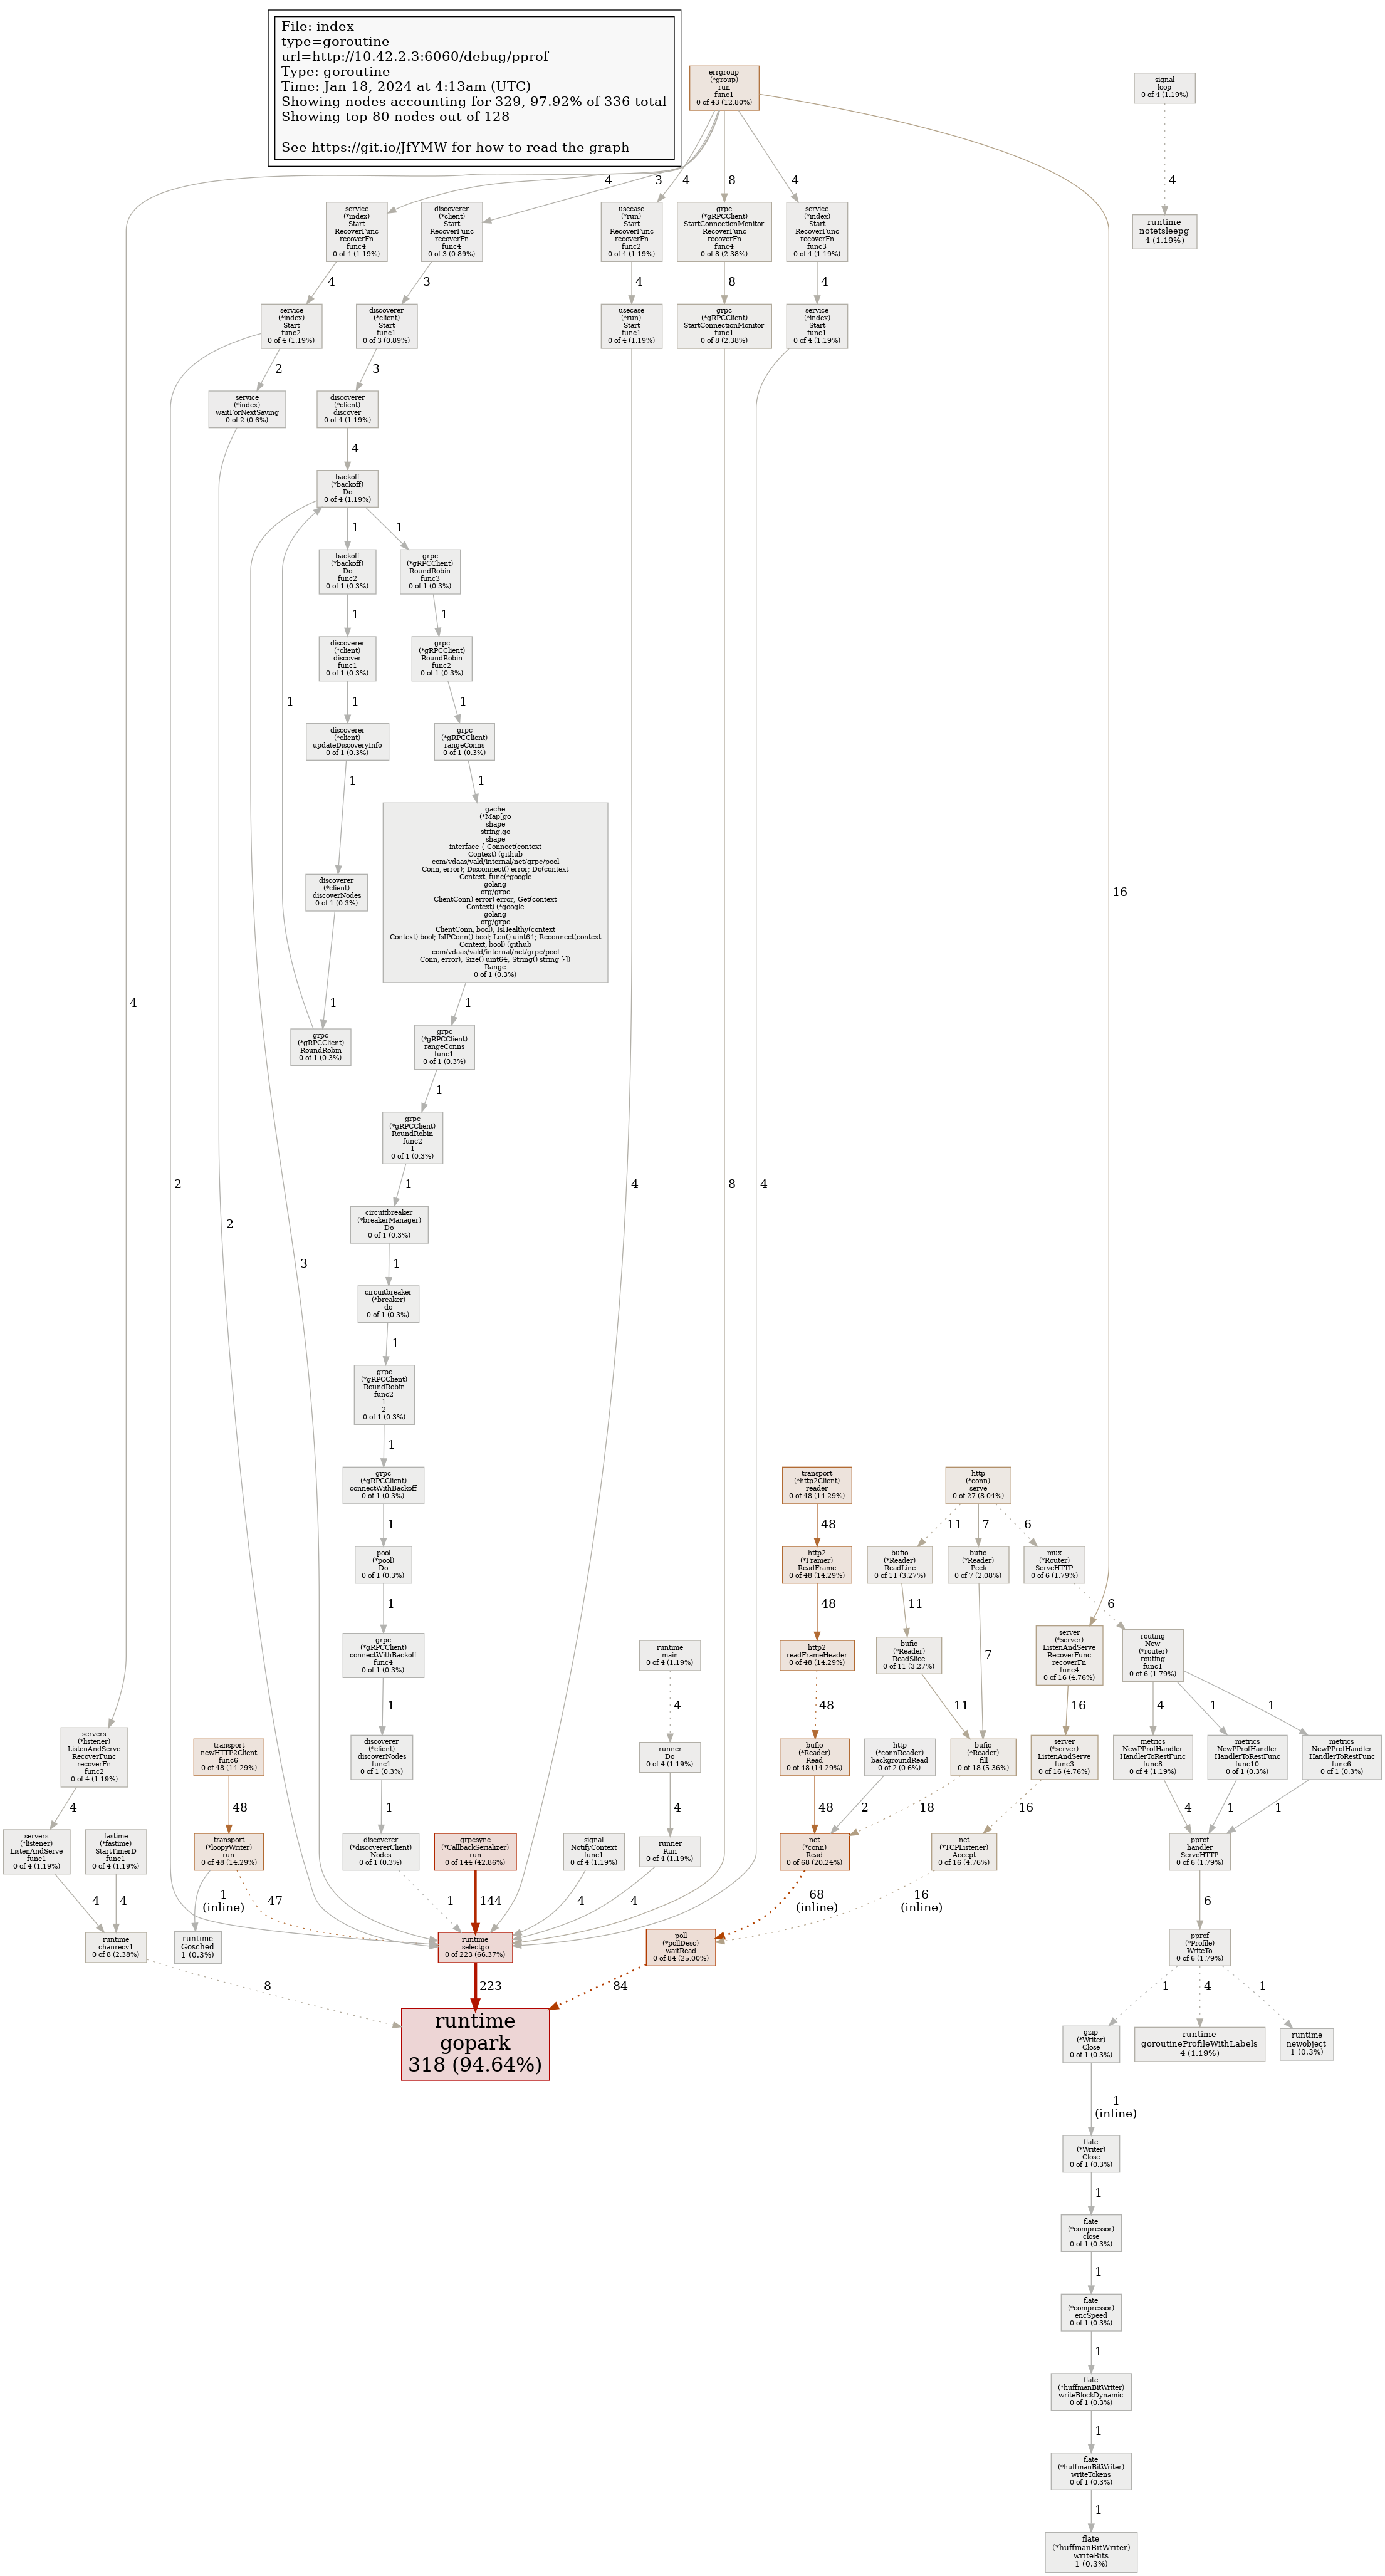 File: index
type=goroutine
url=http://10.42.2.3:6060/debug/pprof
Type: goroutine
Time: Jan 18, 2024 at 4:13am (UTC)
Showing nodes accounting for 329, 97.92% of 336 total
Showing top 80 nodes out of 128
See https://git.io/JfYMW for how to read the graph
errgroup
(*group)
run
func1
0 of 43 (12.80%)
signal
loop
0 of 4 (1.19%)
4
3
4
8
4
4
service
(*index)
Start
RecoverFunc
recoverFn
func4
0 of 4 (1.19%)
discoverer
(*client)
Start
RecoverFunc
recoverFn
func4
0 of 3 (0.89%)
usecase
(*run)
Start
RecoverFunc
recoverFn
func2
0 of 4 (1.19%)
grpc
(*gRPCClient)
StartConnectionMonitor
RecoverFunc
recoverFn
func4
0 of 8 (2.38%)
service
(*index)
Start
RecoverFunc
recoverFn
func3
0 of 4 (1.19%)
runtime
notetsleepg
4 (1.19%)
4
3
4
8
4
service
(*index)
Start
func2
0 of 4 (1.19%)
discoverer
(*client)
Start
func1
0 of 3 (0.89%)
usecase
(*run)
Start
func1
0 of 4 (1.19%)
grpc
(*gRPCClient)
StartConnectionMonitor
func1
0 of 8 (2.38%)
service
(*index)
Start
func1
0 of 4 (1.19%)
2
3
service
(*index)
waitForNextSaving
0 of 2 (0.6%)
discoverer
(*client)
discover
0 of 4 (1.19%)
4
backoff
(*backoff)
Do
0 of 4 (1.19%)
1
1
backoff
(*backoff)
Do
func2
0 of 1 (0.3%)
grpc
(*gRPCClient)
RoundRobin
func3
0 of 1 (0.3%)
1
1
discoverer
(*client)
discover
func1
0 of 1 (0.3%)
grpc
(*gRPCClient)
RoundRobin
func2
0 of 1 (0.3%)
1
1
1
discoverer
(*client)
updateDiscoveryInfo
0 of 1 (0.3%)
grpc
(*gRPCClient)
rangeConns
0 of 1 (0.3%)
1
1
gache
(*Map[go
shape
string,go
shape
interface { Connect(context
Context) (github
com/vdaas/vald/internal/net/grpc/pool
Conn, error); Disconnect() error; Do(context
Context, func(*google
golang
org/grpc
ClientConn) error) error; Get(context
Context) (*google
golang
org/grpc
ClientConn, bool); IsHealthy(context
Context) bool; IsIPConn() bool; Len() uint64; Reconnect(context
Context, bool) (github
com/vdaas/vald/internal/net/grpc/pool
Conn, error); Size() uint64; String() string }])
Range
0 of 1 (0.3%)
discoverer
(*client)
discoverNodes
0 of 1 (0.3%)
16
4
1
1
grpc
(*gRPCClient)
RoundRobin
0 of 1 (0.3%)
grpc
(*gRPCClient)
rangeConns
func1
0 of 1 (0.3%)
1
grpc
(*gRPCClient)
RoundRobin
func2
1
0 of 1 (0.3%)
2
1
4
8
4
circuitbreaker
(*breakerManager)
Do
0 of 1 (0.3%)
2
3
1
circuitbreaker
(*breaker)
do
0 of 1 (0.3%)
1
grpc
(*gRPCClient)
RoundRobin
func2
1
2
0 of 1 (0.3%)
1
grpc
(*gRPCClient)
connectWithBackoff
0 of 1 (0.3%)
transport
(*http2Client)
reader
0 of 48 (14.29%)
http
(*conn)
serve
0 of 27 (8.04%)
1
48
11
7
6
pool
(*pool)
Do
0 of 1 (0.3%)
http2
(*Framer)
ReadFrame
0 of 48 (14.29%)
bufio
(*Reader)
ReadLine
0 of 11 (3.27%)
bufio
(*Reader)
Peek
0 of 7 (2.08%)
mux
(*Router)
ServeHTTP
0 of 6 (1.79%)
1
48
11
6
grpc
(*gRPCClient)
connectWithBackoff
func4
0 of 1 (0.3%)
runtime
main
0 of 4 (1.19%)
http2
readFrameHeader
0 of 48 (14.29%)
bufio
(*Reader)
ReadSlice
0 of 11 (3.27%)
7
server
(*server)
ListenAndServe
RecoverFunc
recoverFn
func4
0 of 16 (4.76%)
routing
New
(*router)
routing
func1
0 of 6 (1.79%)
1
4
48
11
16
4
1
1
servers
(*listener)
ListenAndServe
RecoverFunc
recoverFn
func2
0 of 4 (1.19%)
transport
newHTTP2Client
func6
0 of 48 (14.29%)
discoverer
(*client)
discoverNodes
func1
0 of 1 (0.3%)
runner
Do
0 of 4 (1.19%)
bufio
(*Reader)
Read
0 of 48 (14.29%)
http
(*connReader)
backgroundRead
0 of 2 (0.6%)
bufio
(*Reader)
fill
0 of 18 (5.36%)
server
(*server)
ListenAndServe
func3
0 of 16 (4.76%)
metrics
NewPProfHandler
HandlerToRestFunc
func8
0 of 4 (1.19%)
metrics
NewPProfHandler
HandlerToRestFunc
func10
0 of 1 (0.3%)
metrics
NewPProfHandler
HandlerToRestFunc
func6
0 of 1 (0.3%)
4
48
1
4
48
2
18
16
4
1
1
servers
(*listener)
ListenAndServe
func1
0 of 4 (1.19%)
fastime
(*fastime)
StartTimerD
func1
0 of 4 (1.19%)
transport
(*loopyWriter)
run
0 of 48 (14.29%)
discoverer
(*discovererClient)
Nodes
0 of 1 (0.3%)
grpcsync
(*CallbackSerializer)
run
0 of 144 (42.86%)
signal
NotifyContext
func1
0 of 4 (1.19%)
runner
Run
0 of 4 (1.19%)
net
(*conn)
Read
0 of 68 (20.24%)
net
(*TCPListener)
Accept
0 of 16 (4.76%)
pprof
handler
ServeHTTP
0 of 6 (1.79%)
4
4
1
(inline)
47
1
144
4
4
68
(inline)
16
(inline)
6
runtime
chanrecv1
0 of 8 (2.38%)
runtime
Gosched
1 (0.3%)
runtime
selectgo
0 of 223 (66.37%)
poll
(*pollDesc)
waitRead
0 of 84 (25.00%)
pprof
(*Profile)
WriteTo
0 of 6 (1.79%)
8
223
84
1
4
1
runtime
gopark
318 (94.64%)
gzip
(*Writer)
Close
0 of 1 (0.3%)
runtime
goroutineProfileWithLabels
4 (1.19%)
runtime
newobject
1 (0.3%)
1
(inline)
flate
(*Writer)
Close
0 of 1 (0.3%)
1
flate
(*compressor)
close
0 of 1 (0.3%)
1
flate
(*compressor)
encSpeed
0 of 1 (0.3%)
1
flate
(*huffmanBitWriter)
writeBlockDynamic
0 of 1 (0.3%)
1
flate
(*huffmanBitWriter)
writeTokens
0 of 1 (0.3%)
1
flate
(*huffmanBitWriter)
writeBits
1 (0.3%)